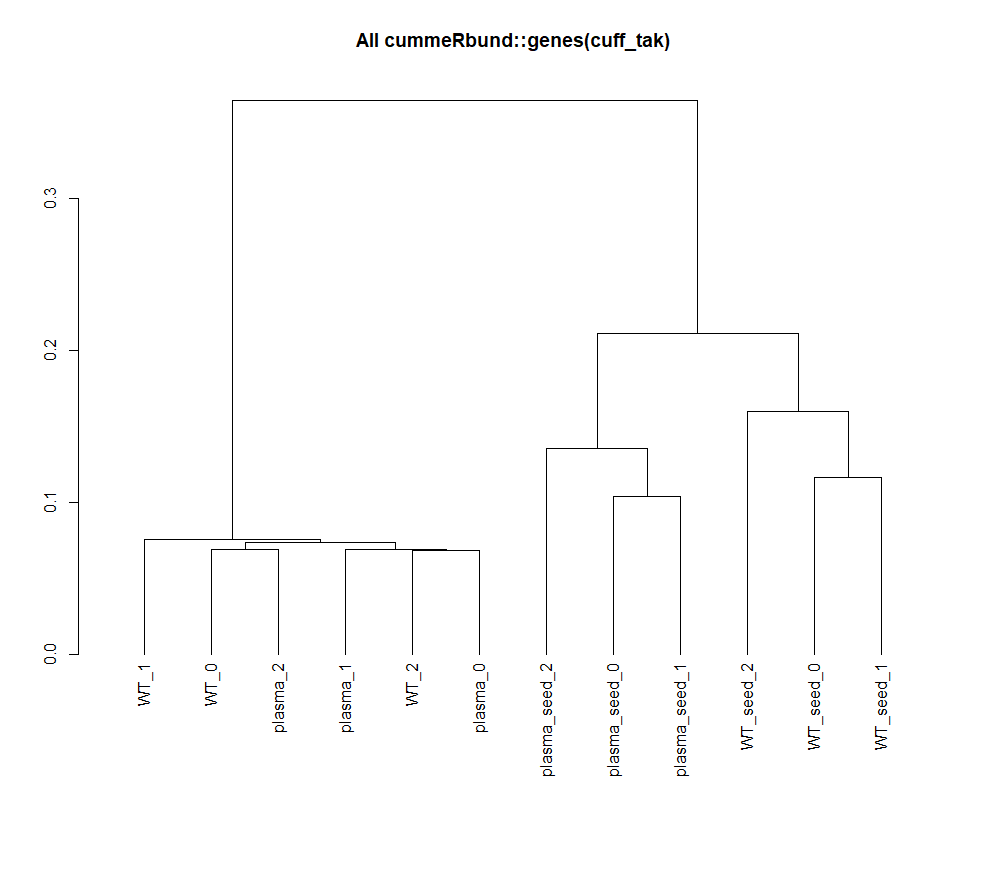 All cummeRbund::genes(cuff_tak)
0.3
0.2
0.1
0.0
WT_1
WT_0
plasma_2
plasma_1
WT_2
plasma_0
plasma_seed_2
plasma_seed_0
plasma_seed_1
WT_seed_2
WT_seed_0
WT_seed_1